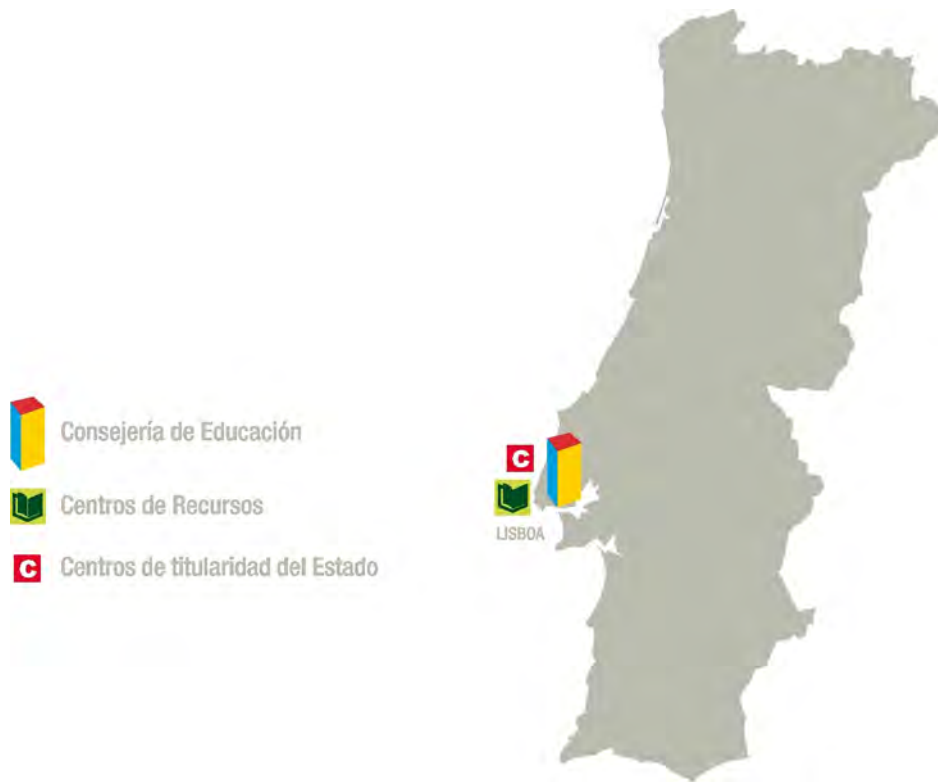 Consejería de Educación
Centros de Recursos
C Centros de titularidad del Estado
C
LISBOA